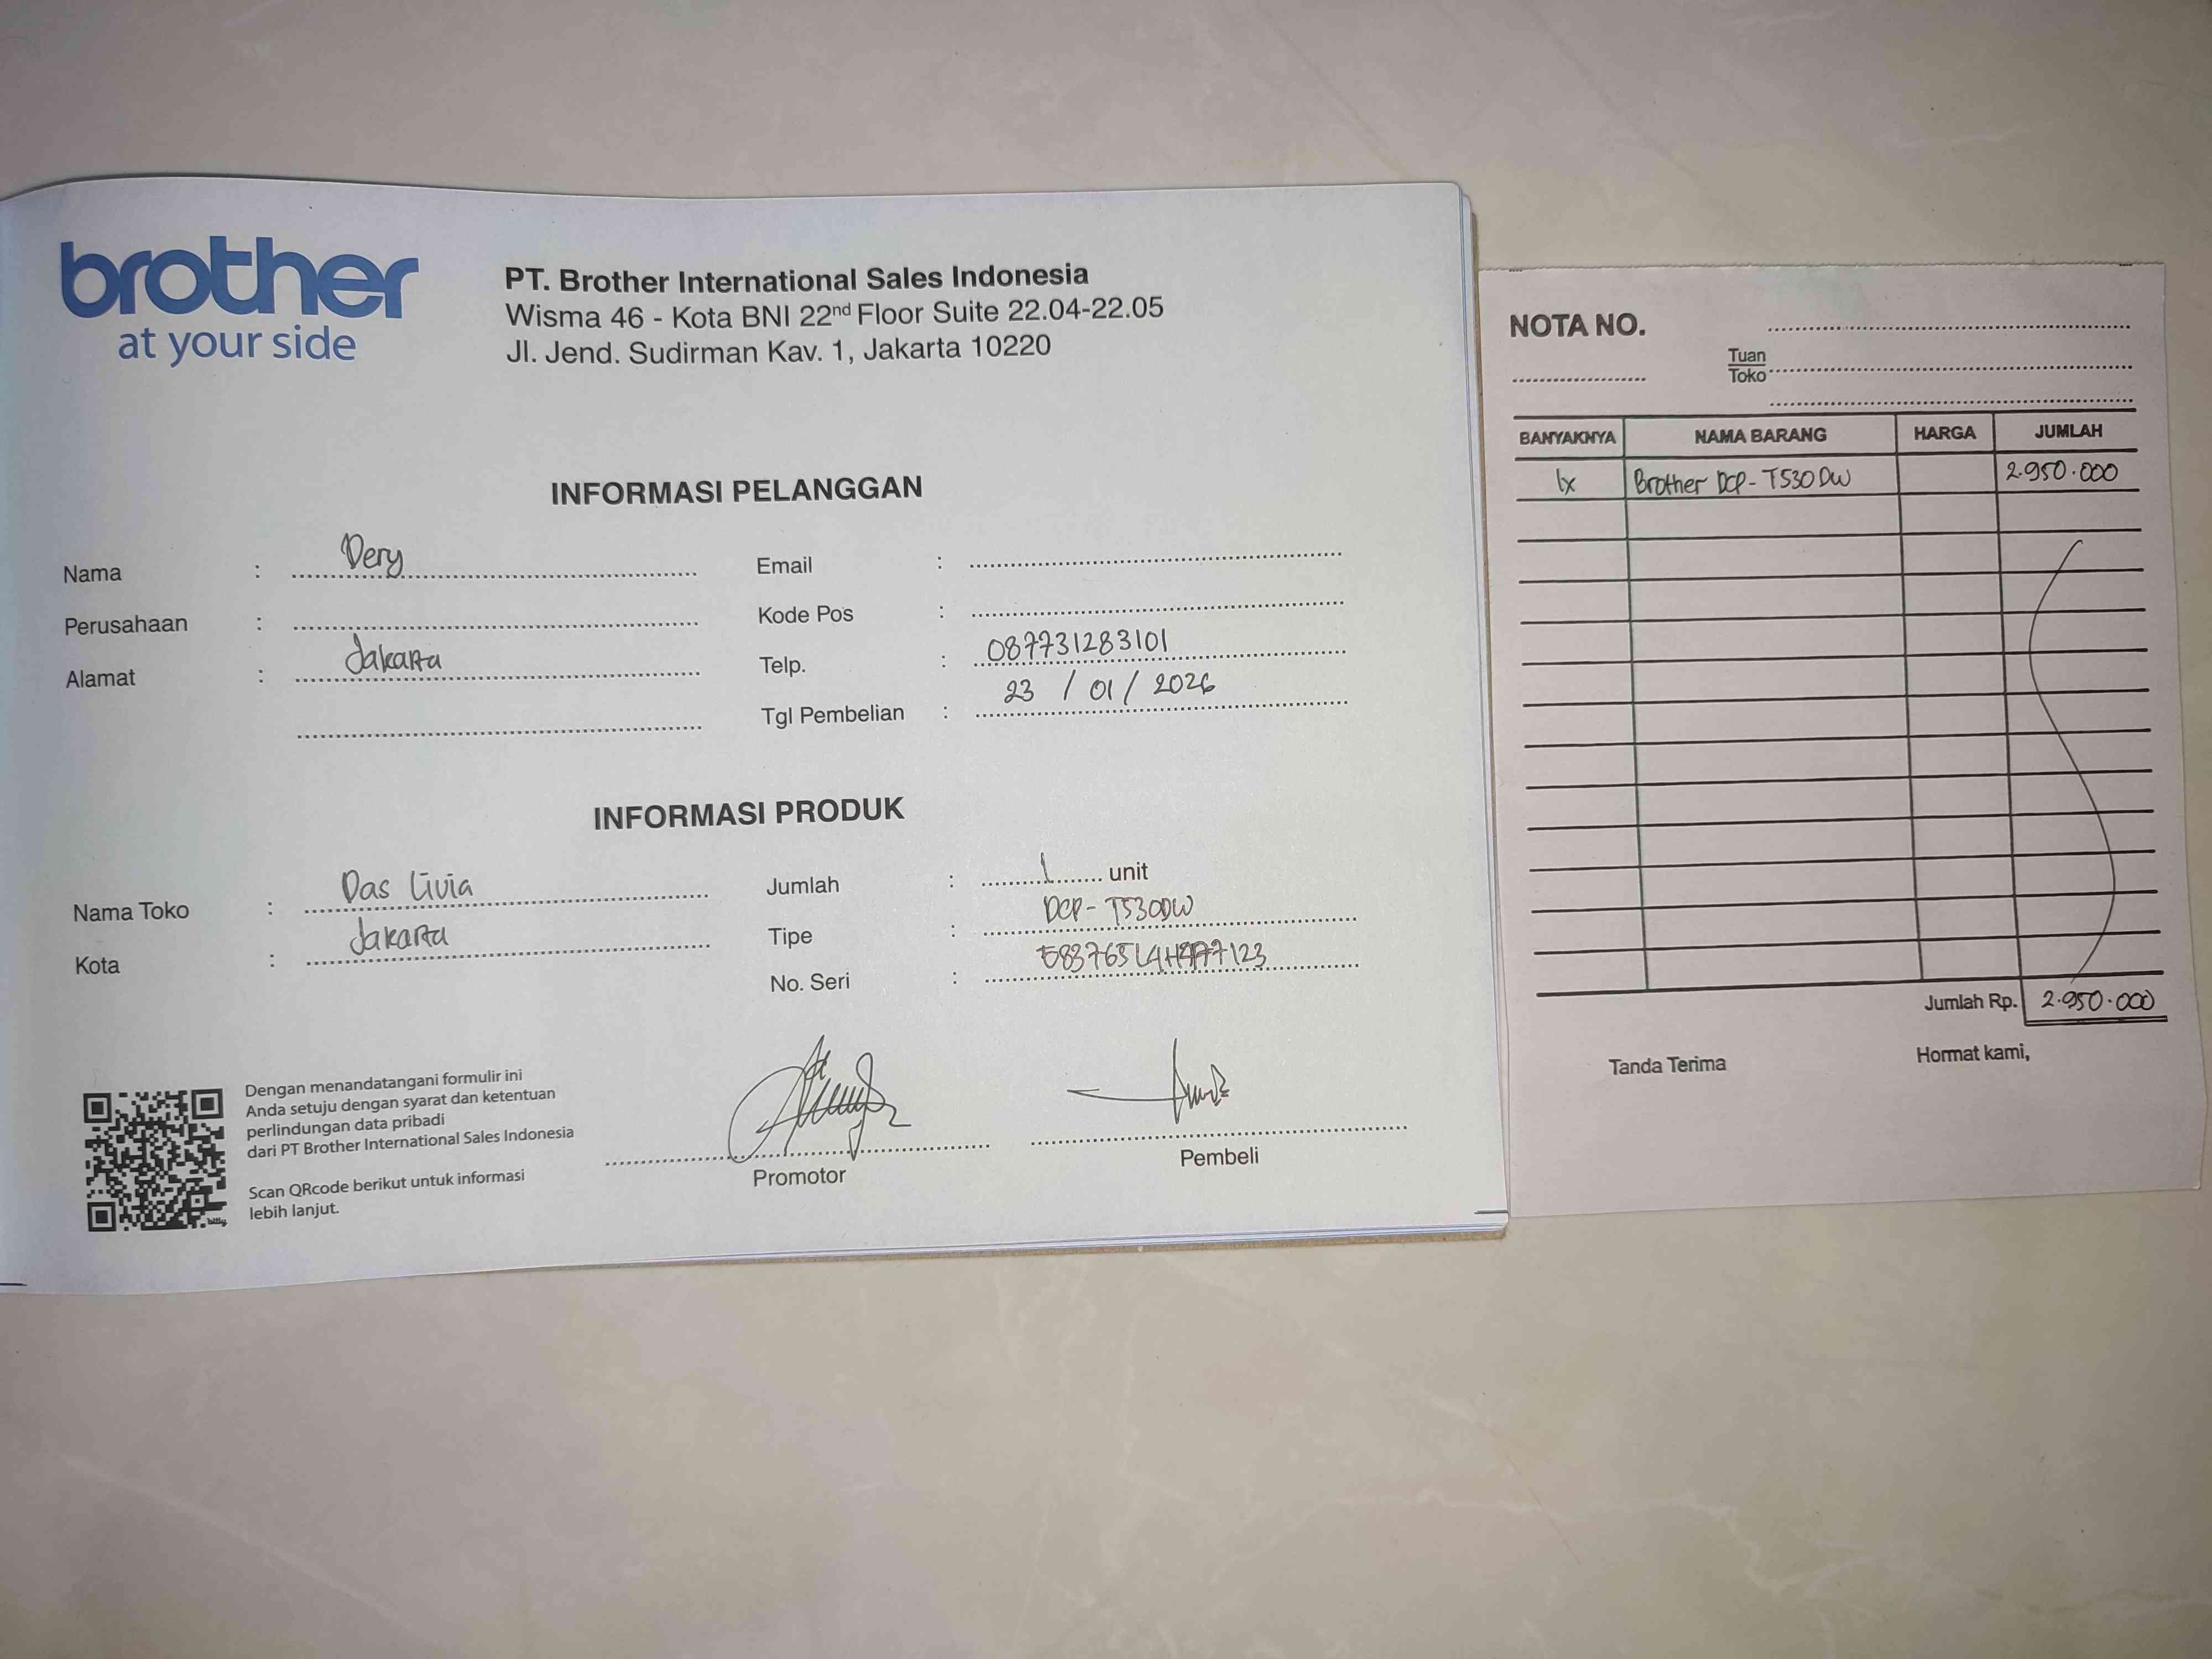 brother
at your side
PT. Brother International Sales Indonesia
Wisma 46 - Kota BNI 22nd Floor Suite 22.04-22.05
Jl. Jend. Sudirman Kav. 1, Jakarta 10220
INFORMASI PELANGGAN
Nama : Dery
Perusahaan :
Alamat : Jakarta
Email :
Kode Pos :
Telp. : 087731283101
Tgl Pembelian : 23 / 01 / 2026
INFORMASI PRODUK
Nama Toko : Das Livia
Kota : Jakarta
Jumlah : 1 unit
Tipe : DCP-T530DW
No. Seri :
Dengan menandatangani formulir ini
Anda setuju dengan syarat dan ketentuan
perlindungan data pribadi
dari PT Brother International Sales Indonesia
Scan QRcode berikut untuk informasi
lebih lanjut.
bitly
Promotor
Pembeli
NOTA NO.
Tuan
Toko
BANYAKNYA NAMA BARANG HARGA JUMLAH
1x Brother DCP-T530DW 2.950.000
Jumlah Rp. 2.950.000
Tanda Terima
Hormat kami,